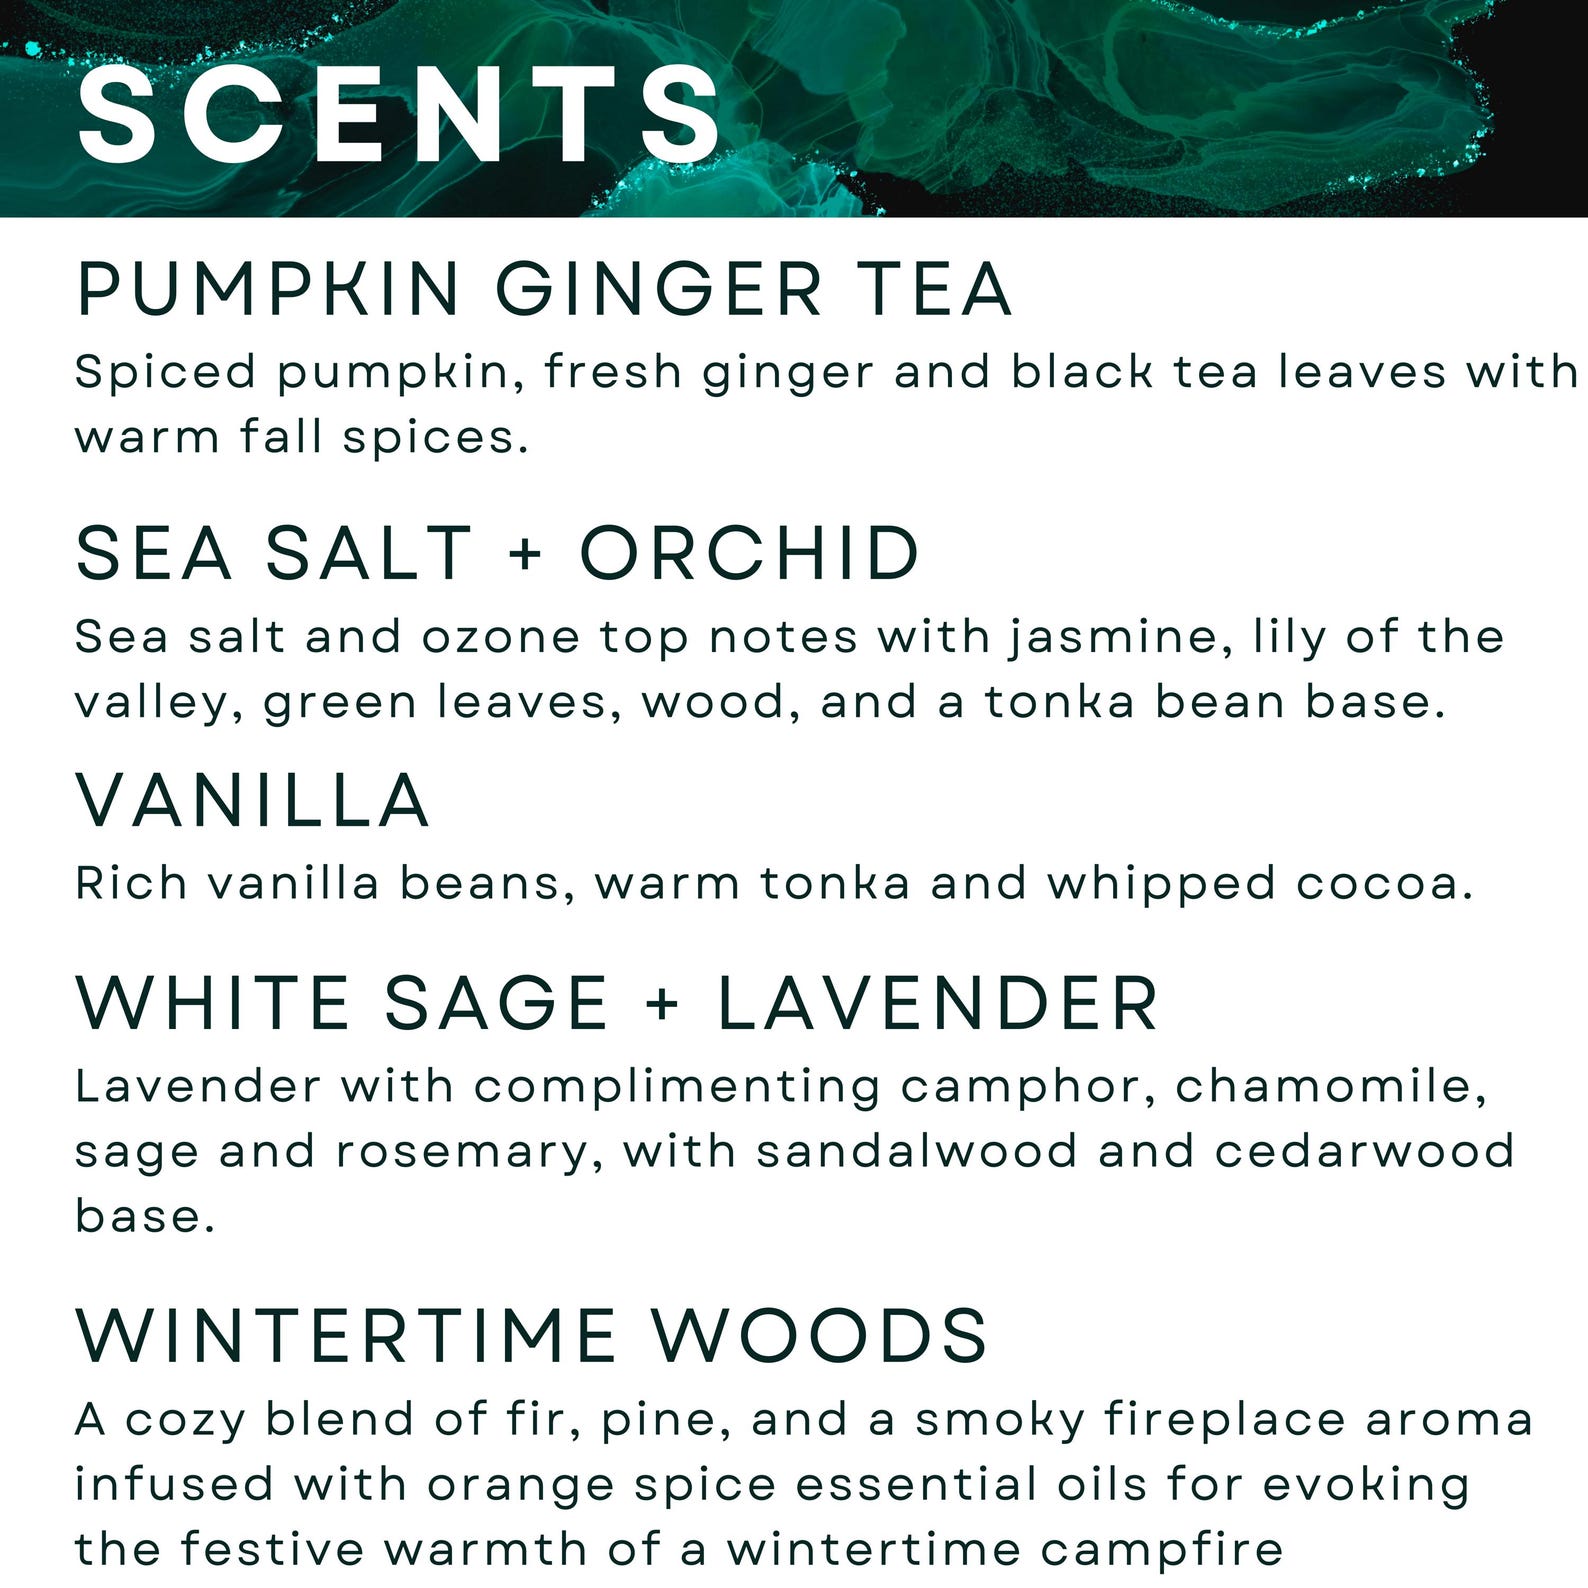 SCENTS
PUMPKIN GINGER TEA
Spiced pumpkin, fresh ginger and black tea leaves with
warm fall spices.
SEA SALT + ORCHID
Sea salt and ozone top notes with jasmine, lily of the
valley, green leaves, wood, and a tonka bean base.
VANILLA
Rich vanilla beans, warm tonka and whipped cocoa.
WHITE SAGE + LAVENDER
Lavender with complimenting camphor, chamomile,
sage and rosemary, with sandalwood and cedarwood
base.
WINTERTIME WOODS
A cozy blend of fir, pine, and a smoky fireplace aroma
infused with orange spice essential oils for evoking
the festive warmth of a wintertime campfire